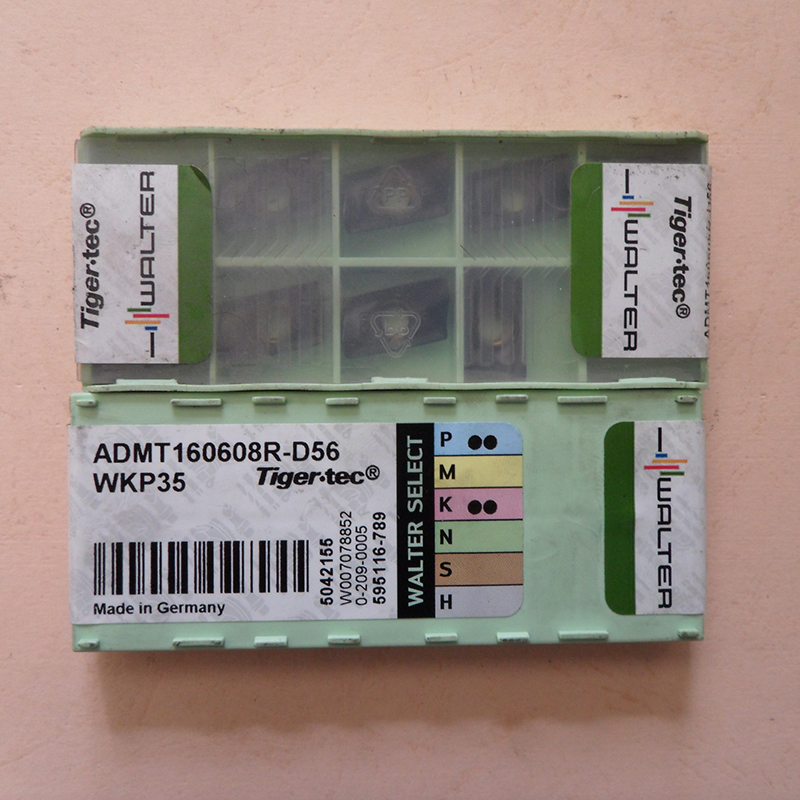 Tiger·tec®
WALTER
PP
WALTER
Tiger·tec®
ADMT160608R-D56
WKP35
Tiger·tec®
Made in Germany
5042155
W007078852
0-209-0005
595116-789
WALTER SELECT
P
M
K
N
S
H
WALTER